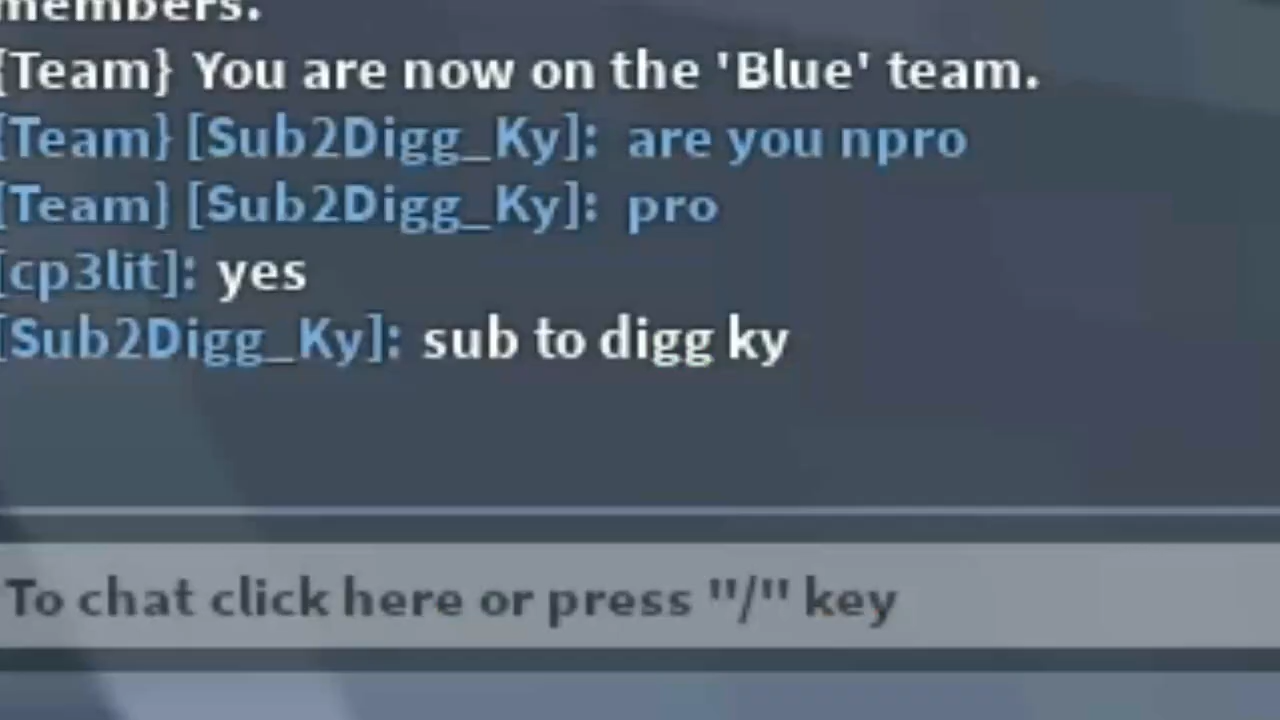 members.
{Team} You are now on the 'Blue' team.
{Team} [Sub2Digg_Ky]: are you npro
{Team} [Sub2Digg_Ky]: pro
[cp3lit]: yes
[Sub2Digg_Ky]: sub to digg ky
To chat click here or press "/" key